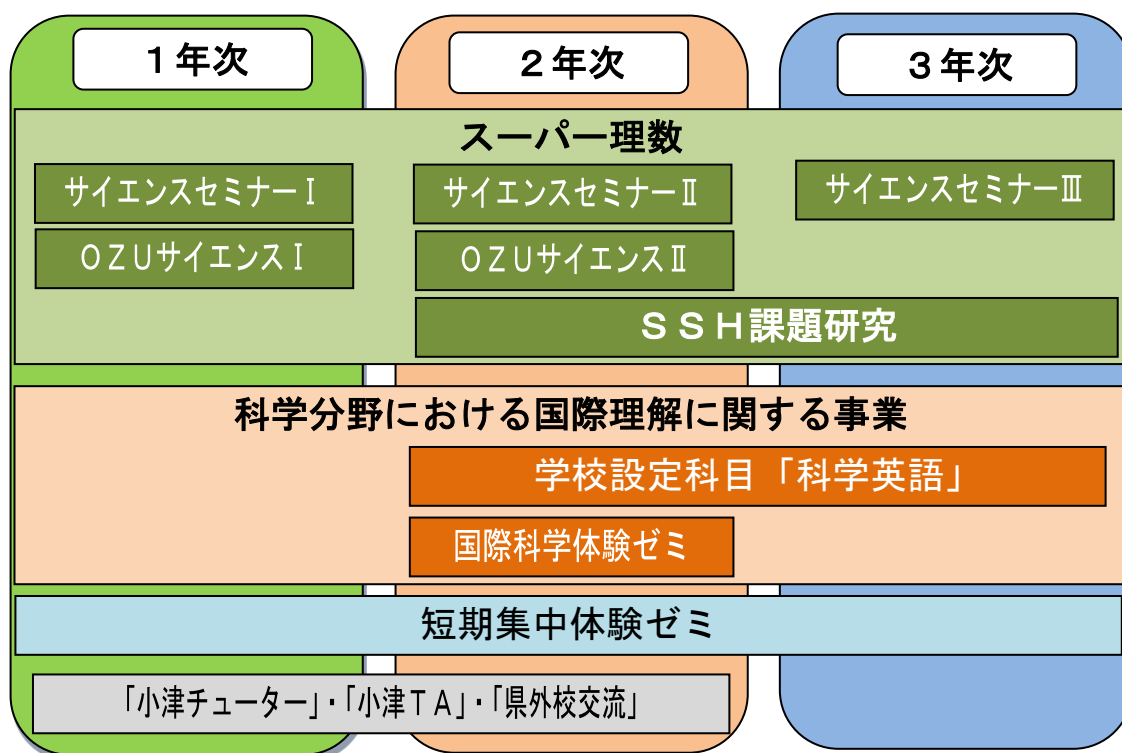 １年次
２年次
３年次
スーパー理数
サイエンスセミナーⅠ
サイエンスセミナーⅡ
サイエンスセミナーⅢ
ＯＺＵサイエンスⅠ
ＯＺＵサイエンスⅡ
ＳＳＨ課題研究
科学分野における国際理解に関する事業
学校設定科目「科学英語」
国際科学体験ゼミ
短期集中体験ゼミ
「小津チューター」・「小津ＴＡ」・「県外校交流」